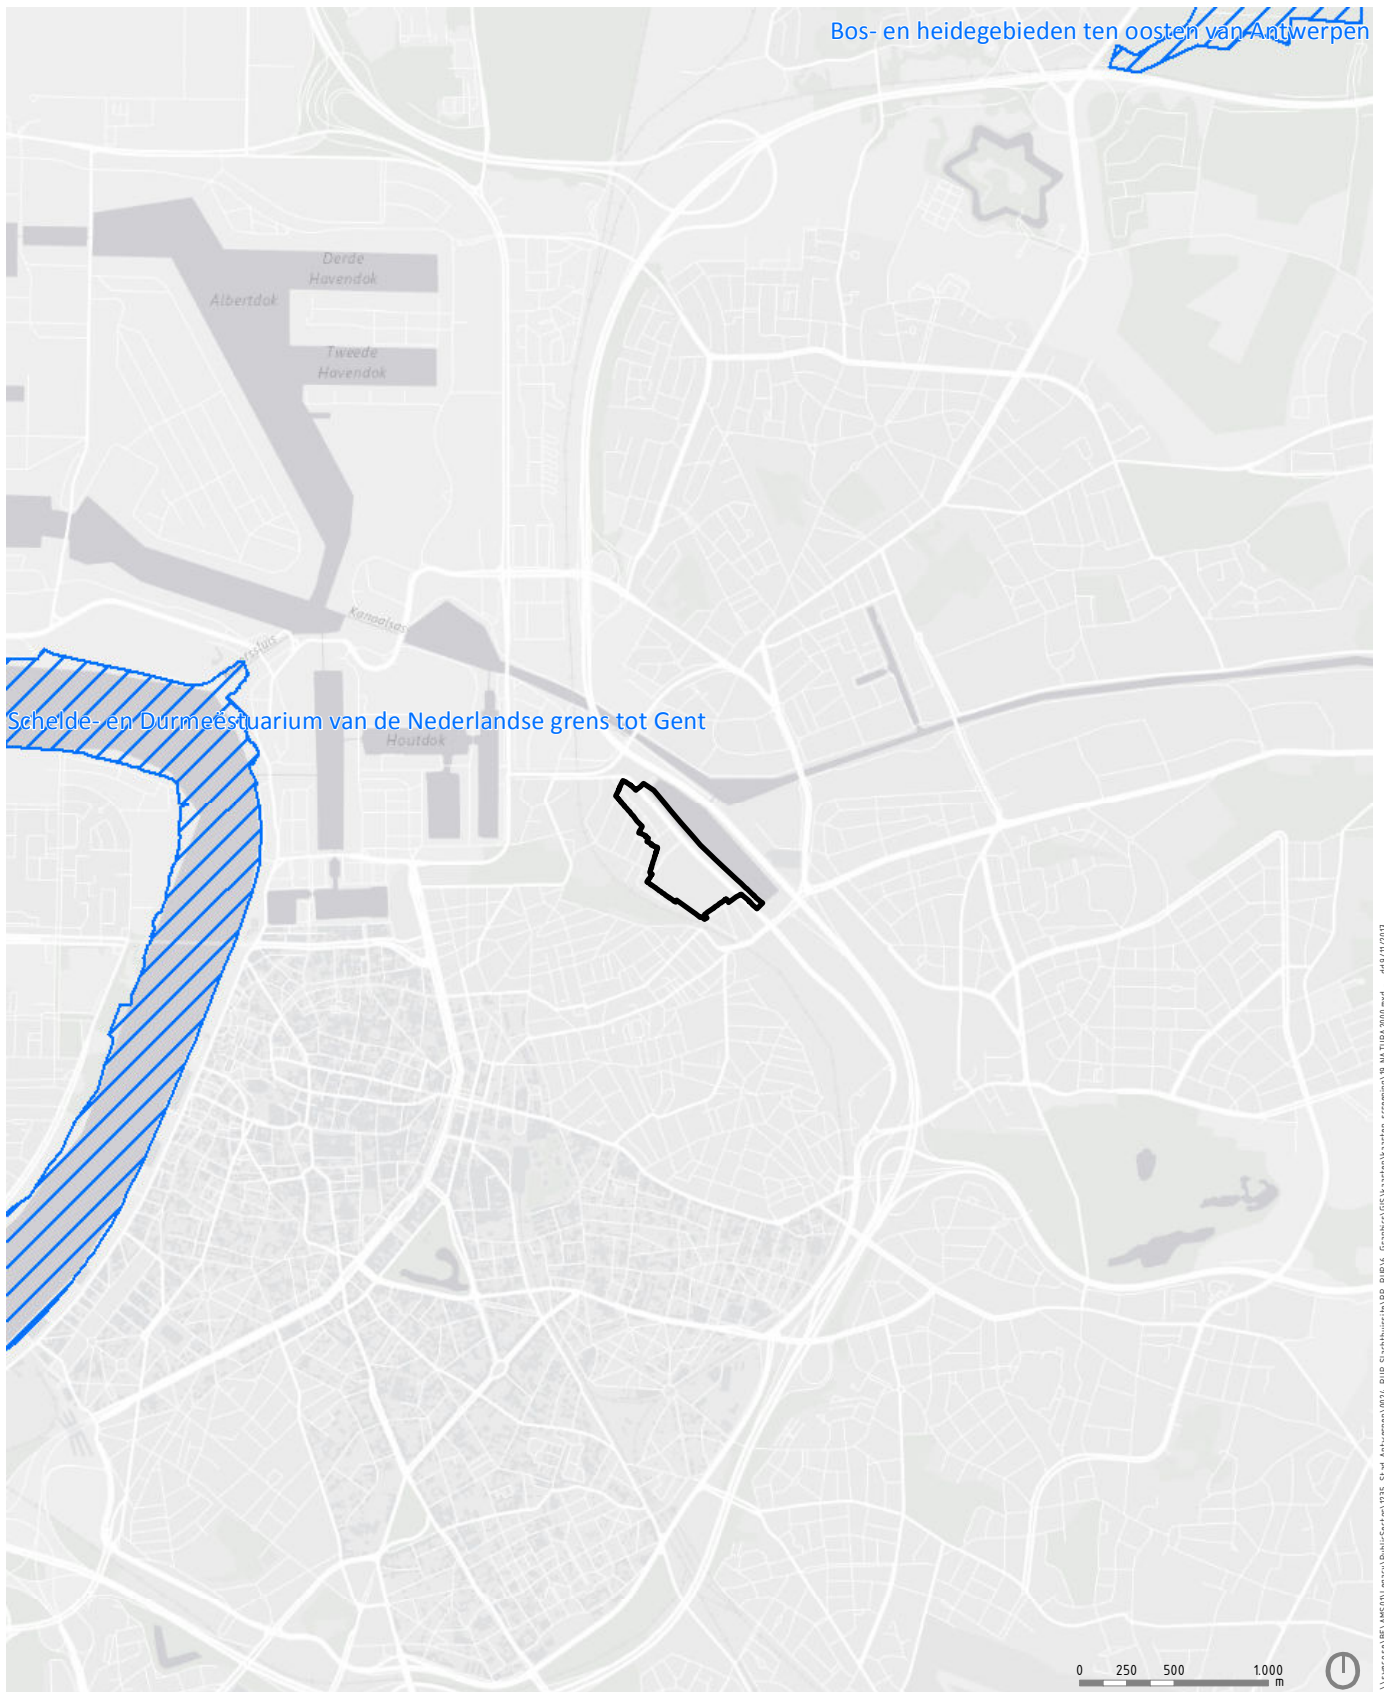 Bos- en heidegebieden ten oosten van Antwerpen
Derde
Havendok
Albertdok
Tweede
Havendok
Kanaalsas
Schelde- en Durmeëstuarium van de Nederlandse grens tot Gent
Houtdok
0 250 500 1.000
m